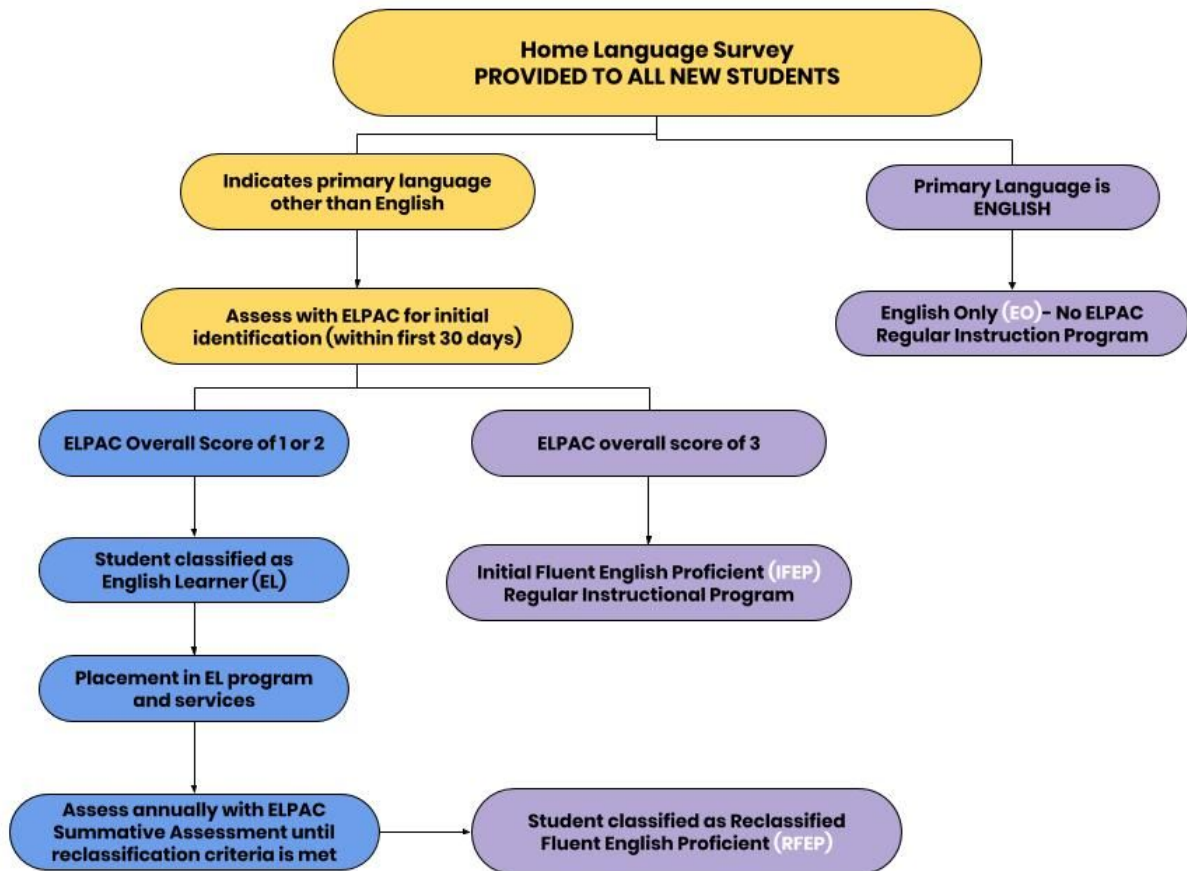 Home Language Survey
PROVIDED TO ALL NEW STUDENTS
Indicates primary language
other than English
Primary Language is
ENGLISH
Assess with ELPAC for initial
identification (within first 30 days)
English Only (EO)- No ELPAC
Regular Instruction Program
ELPAC Overall Score of 1 or 2
ELPAC overall score of 3
Student classified as
English Learner (EL)
Initial Fluent English Proficient (IFEP)
Regular Instructional Program
Placement in EL program
and services
Assess annually with ELPAC
Summative Assessment until
reclassification criteria is met
Student classified as Reclassified
Fluent English Proficient (RFEP)